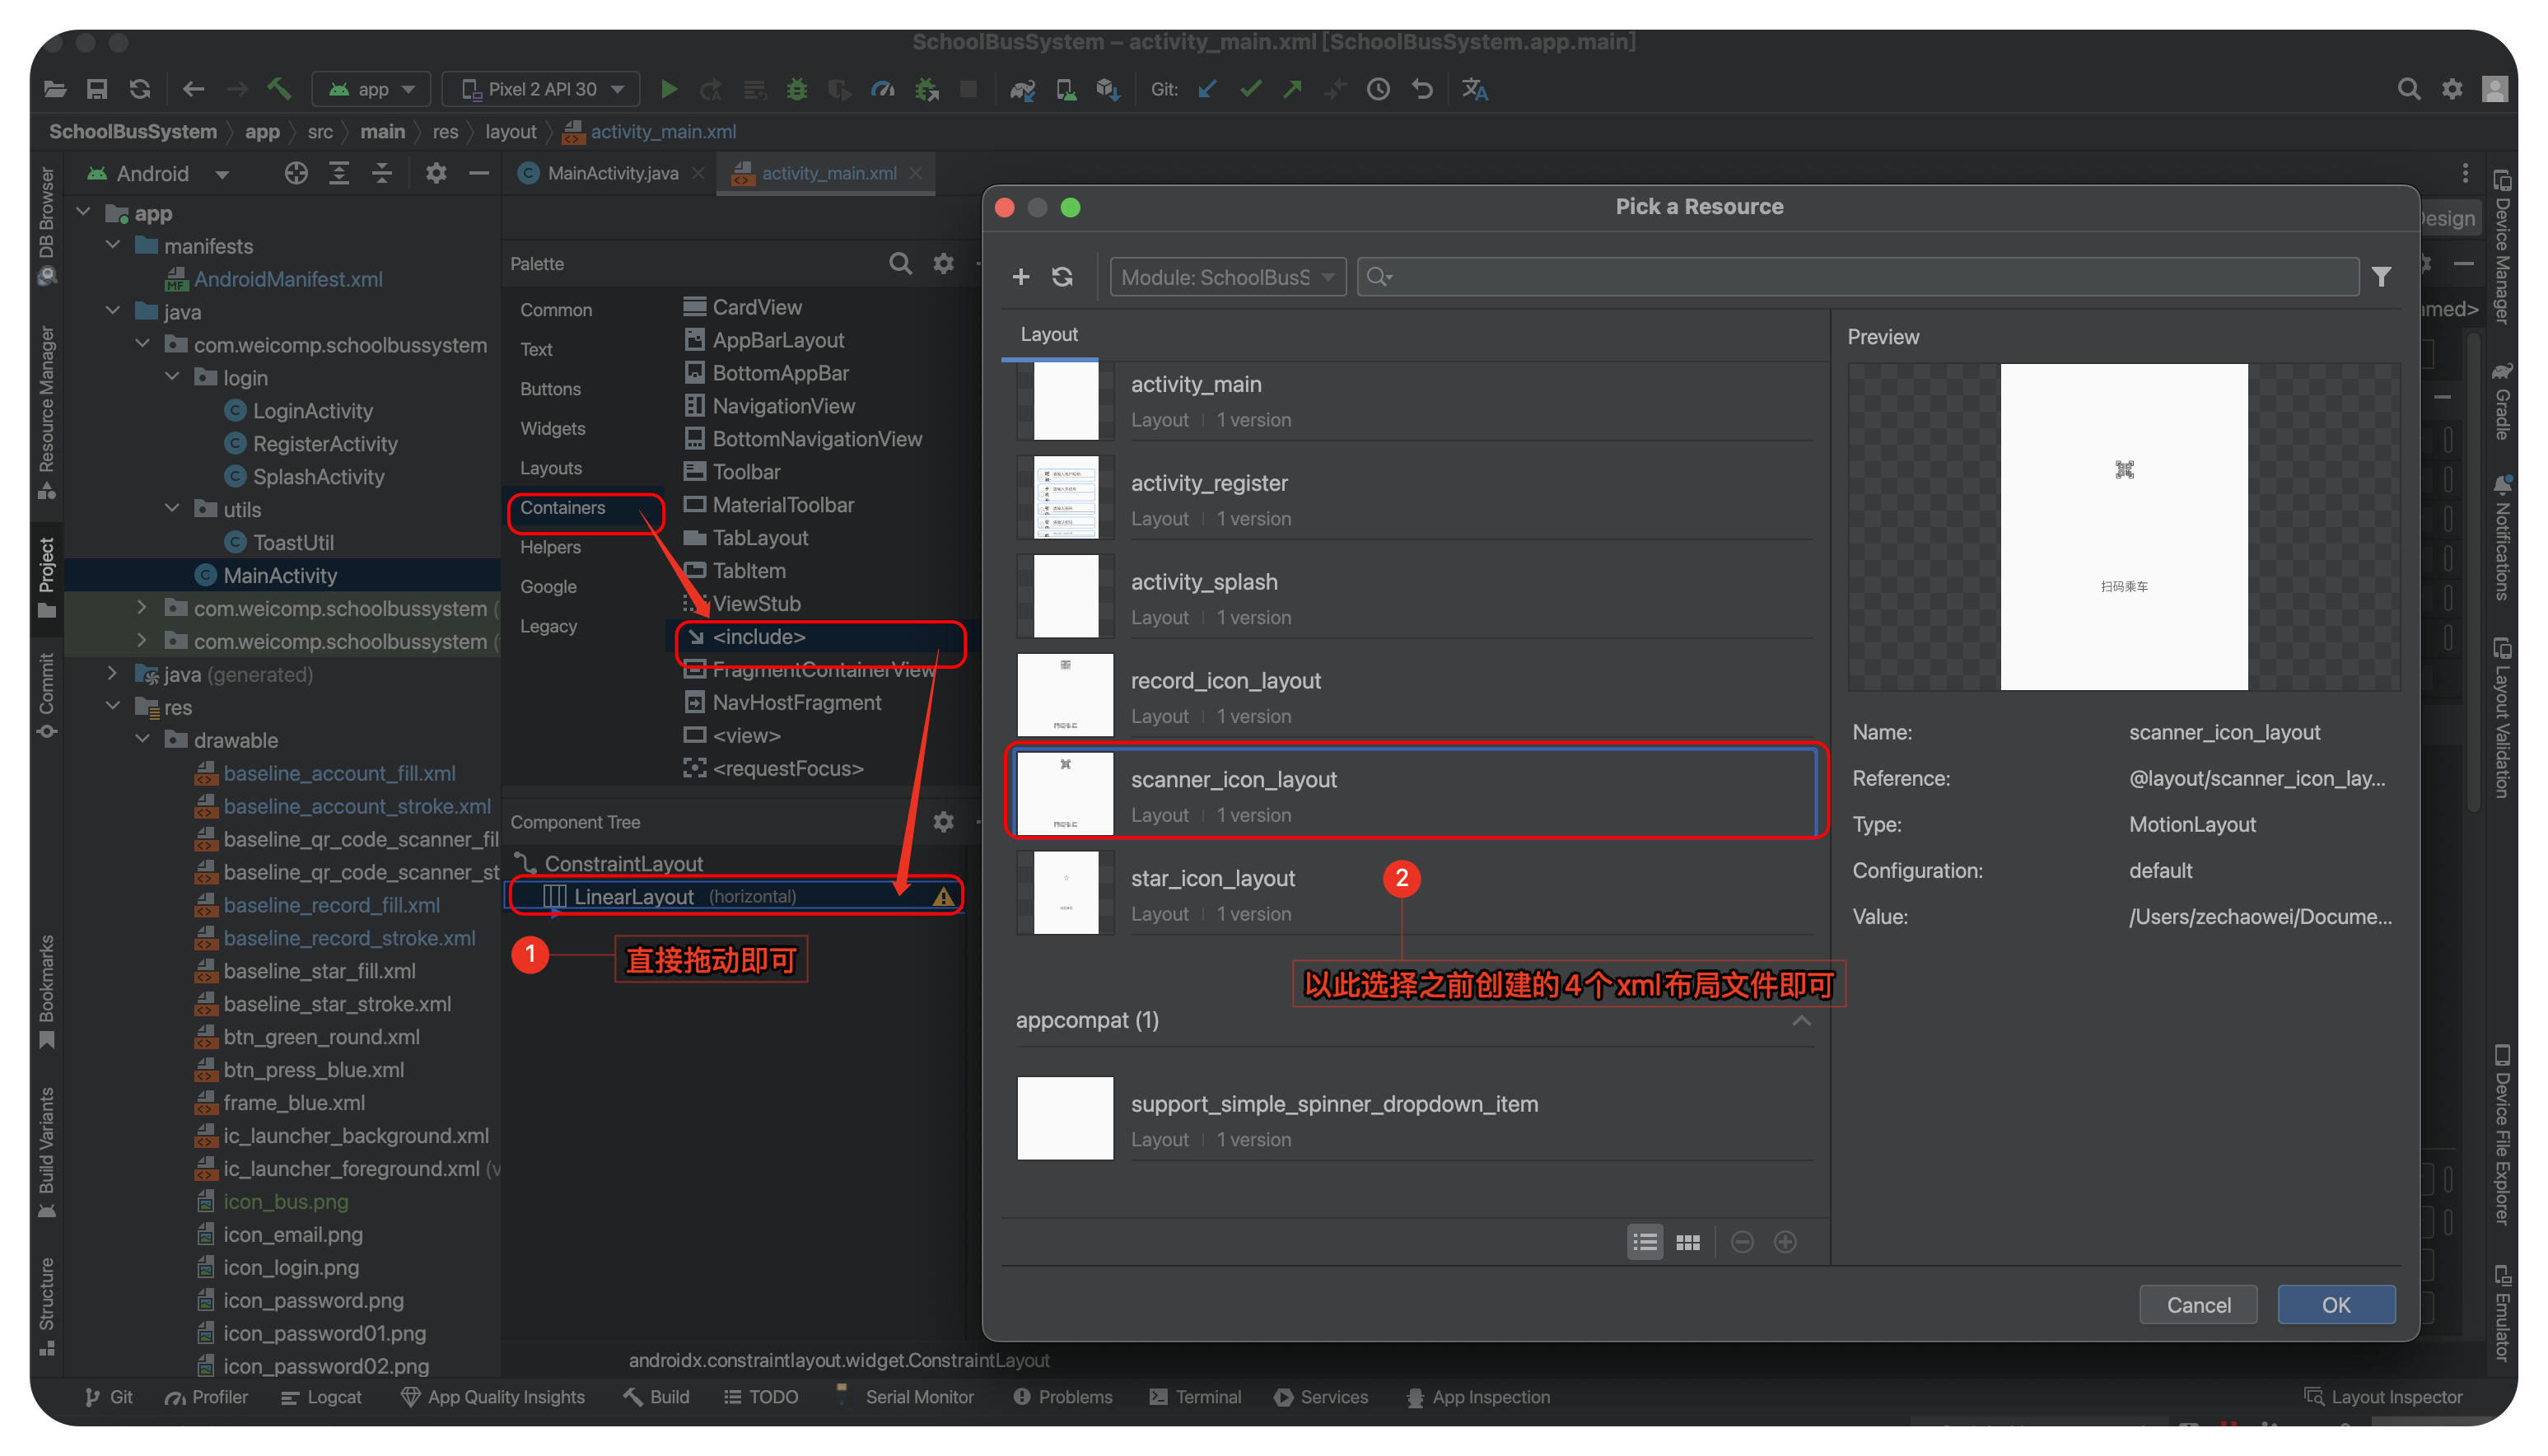 SchoolBusSystem – activity_main.xml [SchoolBusSystem.app.main]
app
Pixel 2 API 30
Git:
SchoolBusSystem
app
src
main
res
layout
activity_main.xml
DB Browser
Resource Manager
Project
Commit
Bookmarks
Build Variants
Structure
Android
app
manifests
AndroidManifest.xml
java
com.weicomp.schoolbussystem
login
LoginActivity
RegisterActivity
SplashActivity
utils
ToastUtil
MainActivity
com.weicomp.schoolbussystem (
com.weicomp.schoolbussystem (
java (generated)
res
drawable
baseline_account_fill.xml
baseline_account_stroke.xml
baseline_qr_code_scanner_fil
baseline_qr_code_scanner_st
baseline_record_fill.xml
baseline_record_stroke.xml
baseline_star_fill.xml
baseline_star_stroke.xml
btn_green_round.xml
btn_press_blue.xml
frame_blue.xml
ic_launcher_background.xml
ic_launcher_foreground.xml (v
icon_bus.png
icon_email.png
icon_login.png
icon_password.png
icon_password01.png
icon_password02.png
MainActivity.java
activity_main.xml
Palette
Common
Text
Buttons
Widgets
Layouts
Containers
Helpers
Google
Legacy
CardView
AppBarLayout
BottomAppBar
NavigationView
BottomNavigationView
Toolbar
MaterialToolbar
TabLayout
TabItem
ViewStub
<include>
FragmentContainerView
NavHostFragment
<view>
<requestFocus>
Component Tree
ConstraintLayout
LinearLayout (horizontal)
1
直接拖动即可
androidx.constraintlayout.widget.ConstraintLayout
Pick a Resource
Module: SchoolBusS
Layout
activity_main
Layout | 1 version
activity_register
Layout | 1 version
activity_splash
Layout | 1 version
record_icon_layout
Layout | 1 version
scanner_icon_layout
Layout | 1 version
star_icon_layout
Layout | 1 version
2
以此选择之前创建的4个xml布局文件即可
appcompat (1)
support_simple_spinner_dropdown_item
Layout | 1 version
Preview
扫码乘车
Name: scanner_icon_layout
Reference: @layout/scanner_icon_lay...
Type: MotionLayout
Configuration: default
Value: /Users/zechaowei/Docume...
Cancel
OK
Design
Device Manager
Gradle
Notifications
Layout Validation
Device File Explorer
Emulator
Git
Profiler
Logcat
App Quality Insights
Build
TODO
Serial Monitor
Problems
Terminal
Services
App Inspection
Layout Inspector